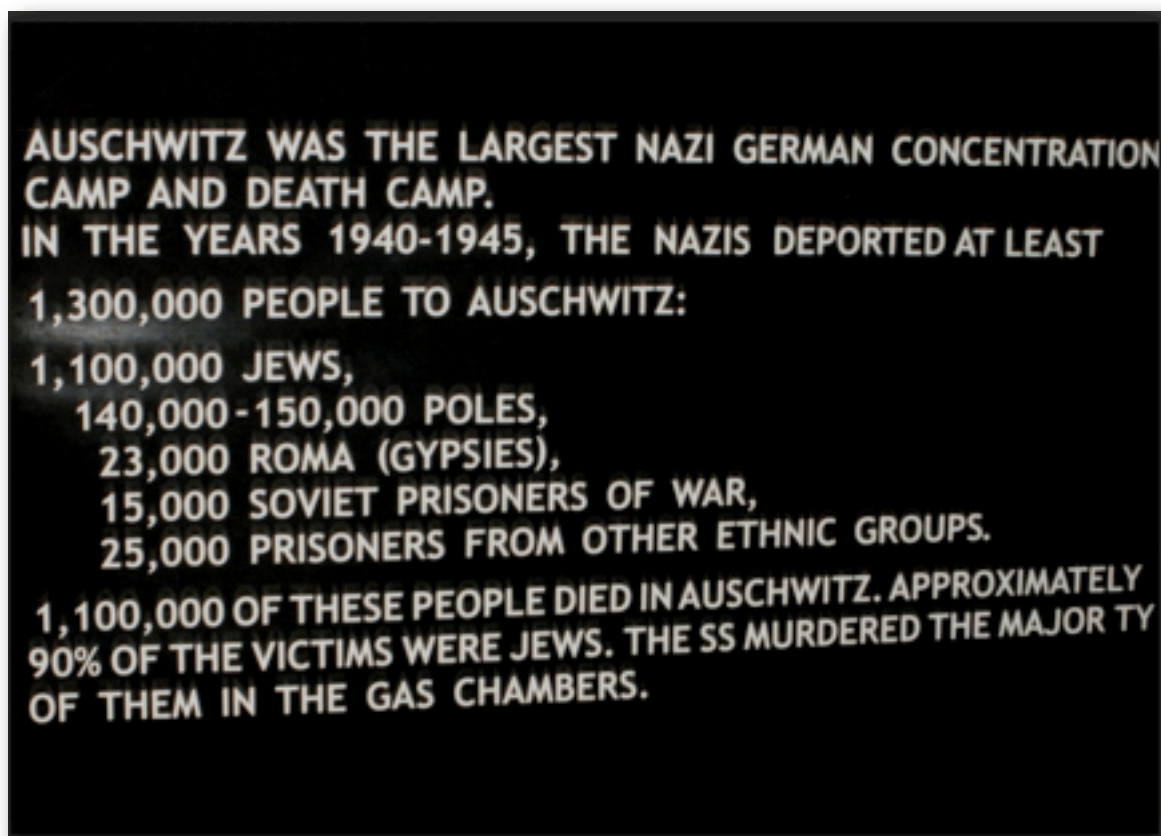 AUSCHWITZ WAS THE LARGEST NAZI GERMAN CONCENTRATION
CAMP AND DEATH CAMP.
IN THE YEARS 1940-1945, THE NAZIS DEPORTED AT LEAST
1,300,000 PEOPLE TO AUSCHWITZ:
1,100,000 JEWS,
140,000-150,000 POLES,
23,000 ROMA (GYPSIES),
15,000 SOVIET PRISONERS OF WAR,
25,000 PRISONERS FROM OTHER ETHNIC GROUPS.
1,100,000 OF THESE PEOPLE DIED IN AUSCHWITZ. APPROXIMATELY
90% OF THE VICTIMS WERE JEWS. THE SS MURDERED THE MAJOR TY
OF THEM IN THE GAS CHAMBERS.